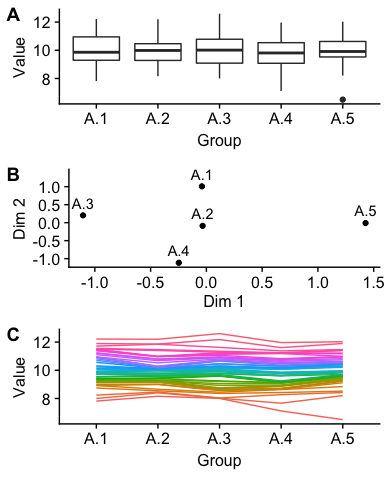 A
12
10
8
Value
A.1 A.2 A.3 A.4 A.5
Group
B
1.0
0.5
0.0
-0.5
-1.0
Dim 2
A.1
A.3
A.2
A.5
A.4
-1.0 -0.5 0.0 0.5 1.0 1.5
Dim 1
C
12
10
8
Value
A.1 A.2 A.3 A.4 A.5
Group